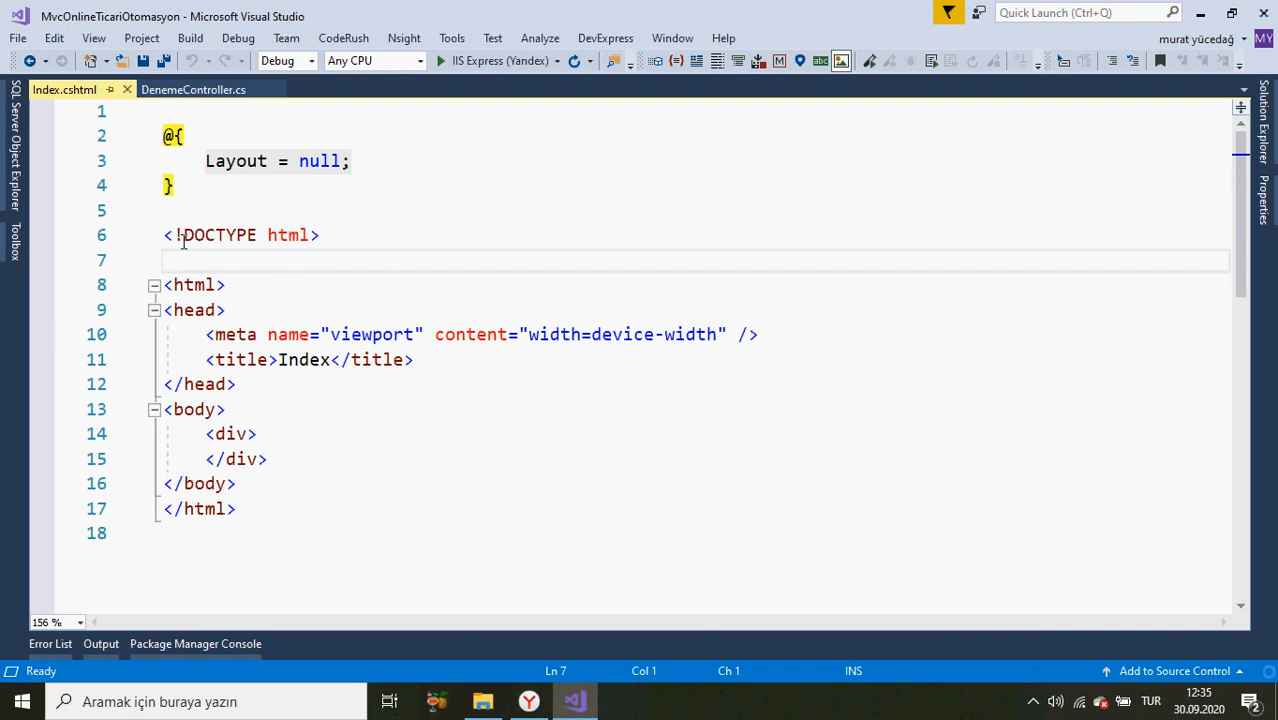 MvcOnlineTicariOtomasyon - Microsoft Visual Studio
Quick Launch (Ctrl+Q)
File Edit View Project Build Debug Team CodeRush Nsight Tools Test Analyze DevExpress Window Help
murat yücedağ MY
Debug Any CPU IIS Express (Yandex)
Index.cshtml DenemeController.cs
SQL Server Object Explorer
Toolbox
Solution Explorer
Properties
1
2 @{
3 Layout = null;
4 }
5
6 <!DOCTYPE html>
7
8 <html>
9 <head>
10 <meta name="viewport" content="width=device-width" />
11 <title>Index</title>
12 </head>
13 <body>
14 <div>
15 </div>
16 </body>
17 </html>
18
156 %
Error List Output Package Manager Console
Ready Ln 7 Col 1 Ch 1 INS Add to Source Control
Aramak için buraya yazın
TUR
12:35
30.09.2020
2